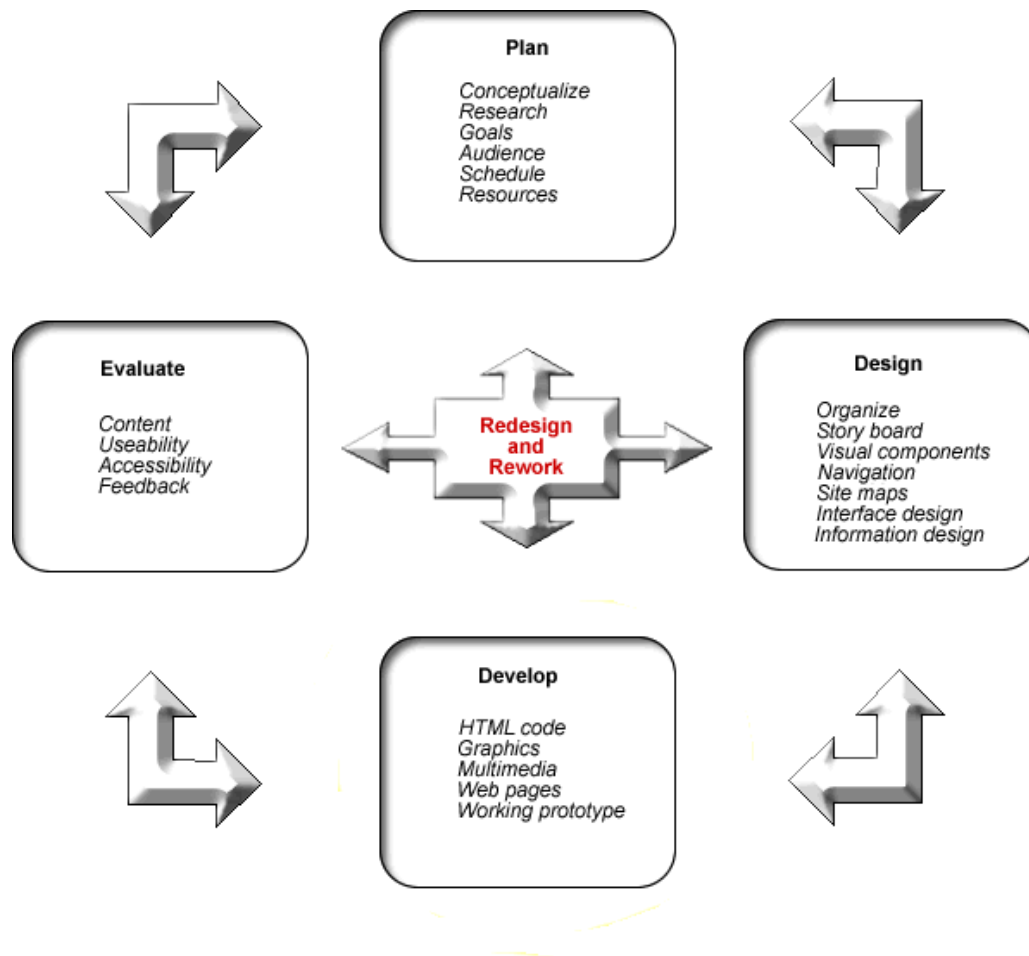 Plan
Conceptualize
Research
Goals
Audience
Schedule
Resources
Evaluate
Content
Useability
Accessibility
Feedback
Redesign
and
Rework
Design
Organize
Story board
Visual components
Navigation
Site maps
Interface design
Information design
Develop
HTML code
Graphics
Multimedia
Web pages
Working prototype